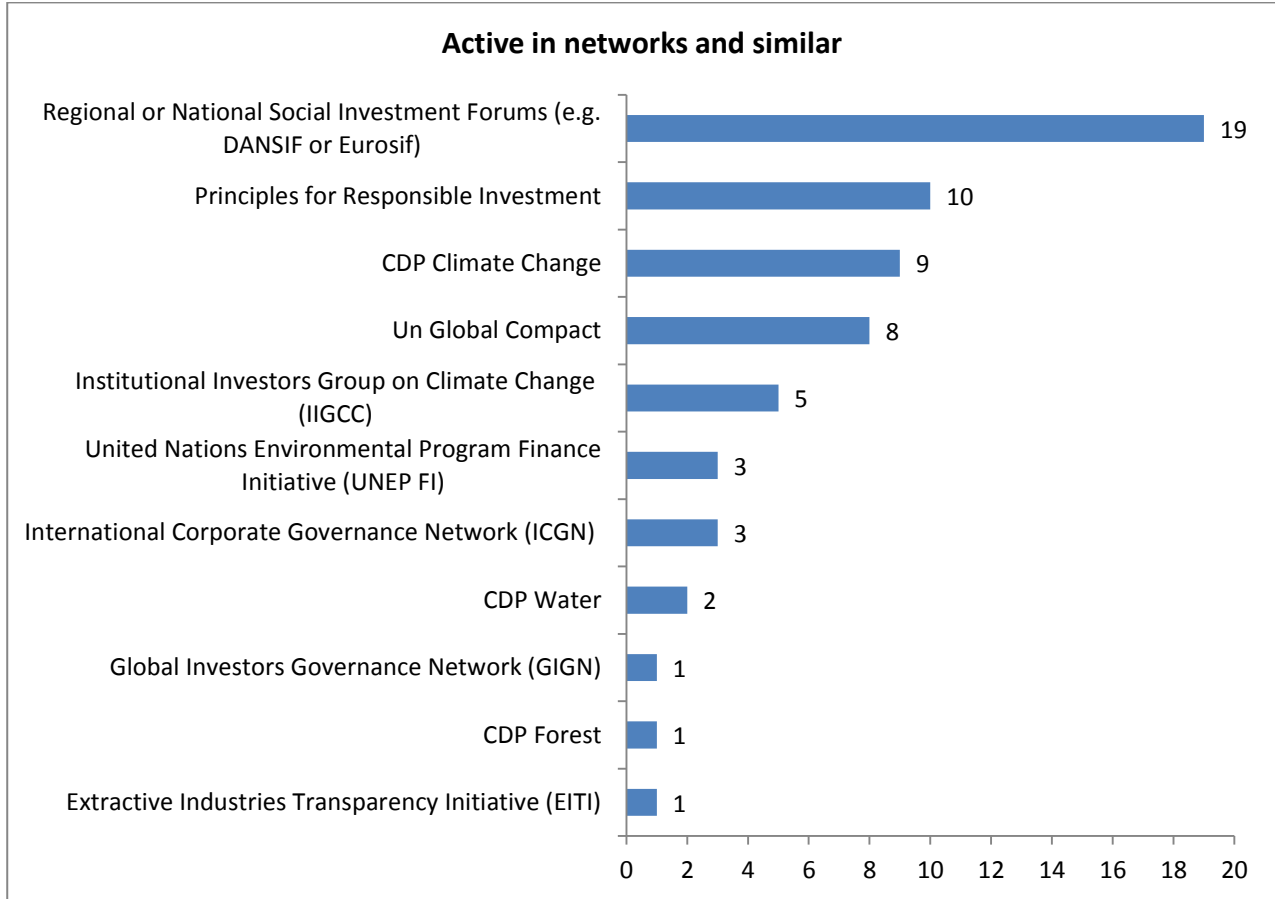 Active in networks and similar
Regional or National Social Investment Forums (e.g.
DANSIF or Eurosif)
19
Principles for Responsible Investment
10
CDP Climate Change
9
Un Global Compact
8
Institutional Investors Group on Climate Change
(IIGCC)
5
United Nations Environmental Program Finance
Initiative (UNEP FI)
3
International Corporate Governance Network (ICGN)
3
CDP Water
2
Global Investors Governance Network (GIGN)
1
CDP Forest
1
Extractive Industries Transparency Initiative (EITI)
1
0 2 4 6 8 10 12 14 16 18 20